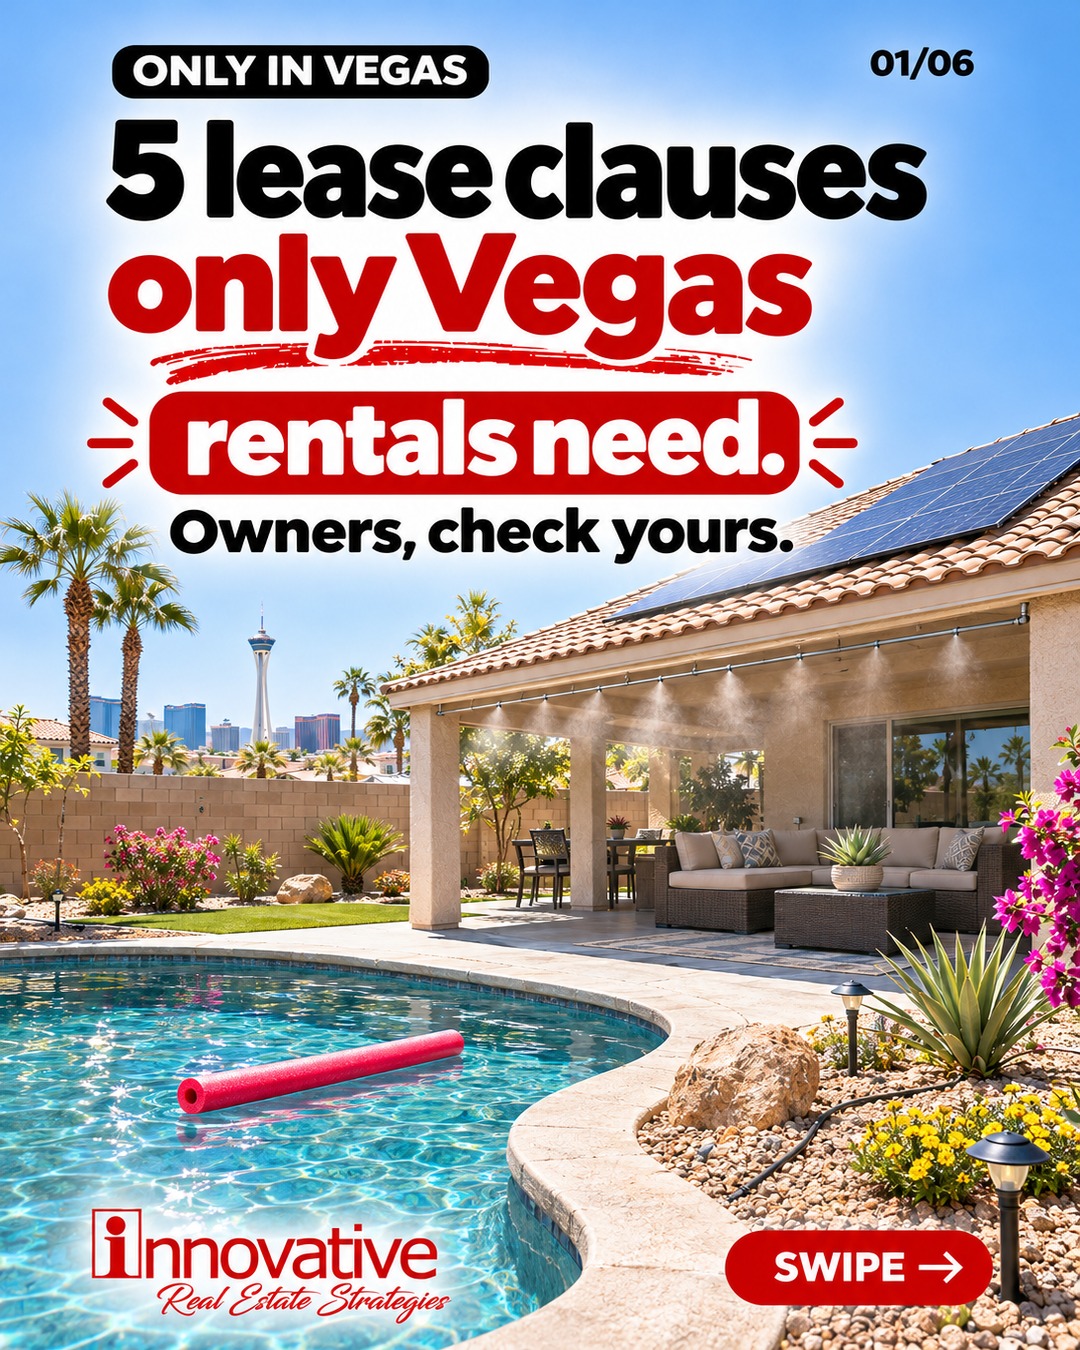 ONLY IN VEGAS
01/06
5 lease clauses
only Vegas
rentals need.
Owners, check yours.
innovative
Real Estate Strategies
SWIPE →